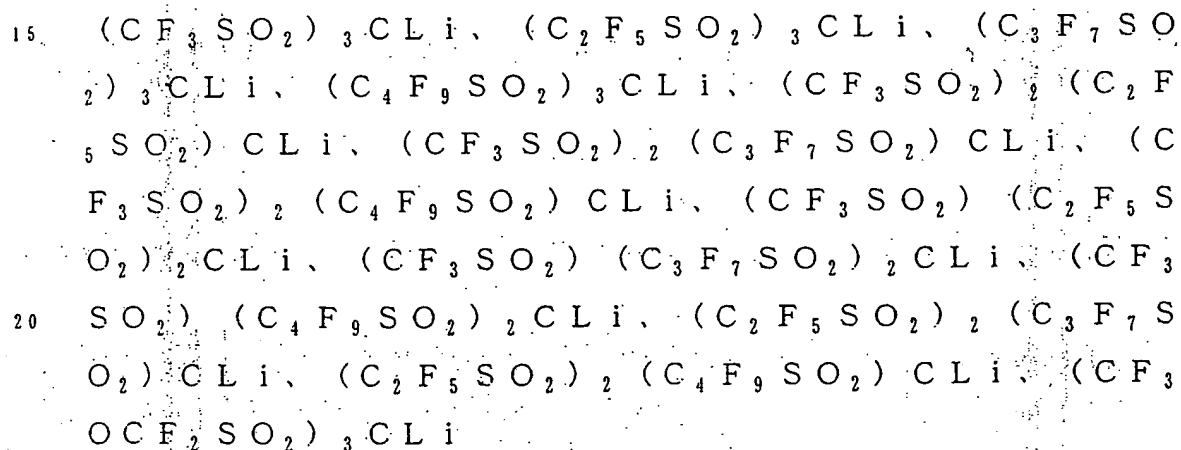 15 (CF₃SO₂)₃CLi、(C₂F₅SO₂)₃CLi、(C₃F₇SO
₂)₃CLi、(C₄F₉SO₂)₃CLi、(CF₃SO₂)₂(C₂F
₅SO₂)CLi、(CF₃SO₂)₂(C₃F₇SO₂)CLi、(C
F₃SO₂)₂(C₄F₉SO₂)CLi、(CF₃SO₂)(C₂F₅S
O₂)₂CLi、(CF₃SO₂)(C₃F₇SO₂)₂CLi、(CF₃
20 SO₂)(C₄F₉SO₂)₂CLi、(C₂F₅SO₂)₂(C₃F₇S
O₂)CLi、(C₂F₅SO₂)₂(C₄F₉SO₂)CLi、(CF₃
OCF₂SO₂)₃CLi